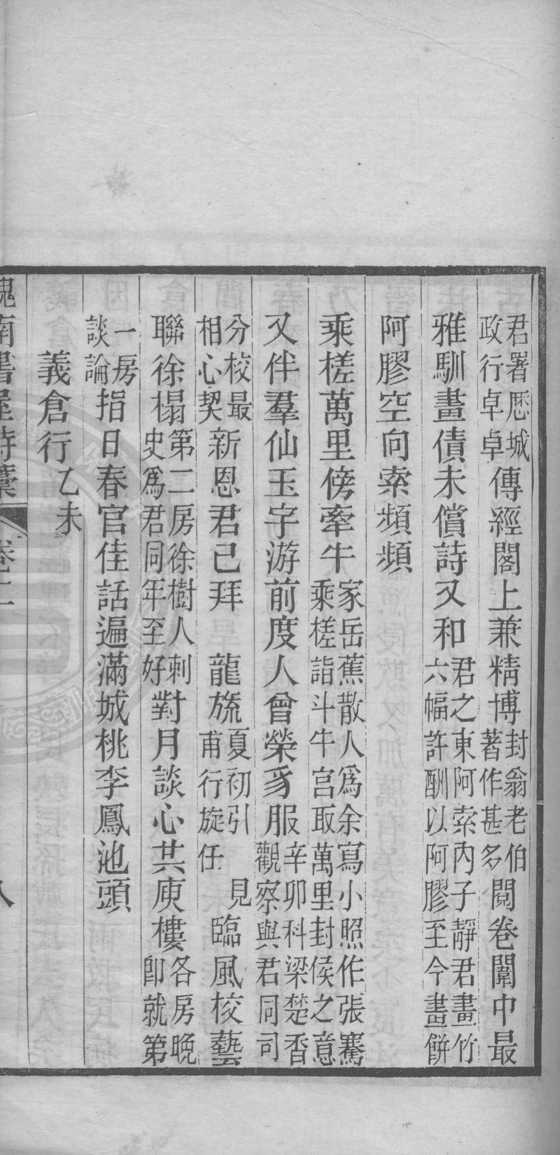 君署歷城政行卓卓傳經閣上兼精博封翁老伯著作甚多閱卷闈中最
雅馴畫債未償詩又和君之東阿索內子靜君畫竹六幅許酬以阿膠至今畫餅
阿膠空向索頻頻
乘槎萬里傍牽牛家岳蕉散人爲余寫小照作張騫乘槎詣斗牛宮取萬里封侯之意
又伴羣仙玉宇游前度人曾榮豸服辛卯科梁楚香觀察與君同司
分校最相心契新恩君已拜　龍旒夏初引　見甫行旋任臨風校藝
聯徐榻第二房徐樹人刺史爲君同年至好對月談心共庾樓各房晚卽就第
一房談論指日春官佳話遍滿城桃李鳳池頭
義倉行乙未
南書屋詩藁　卷